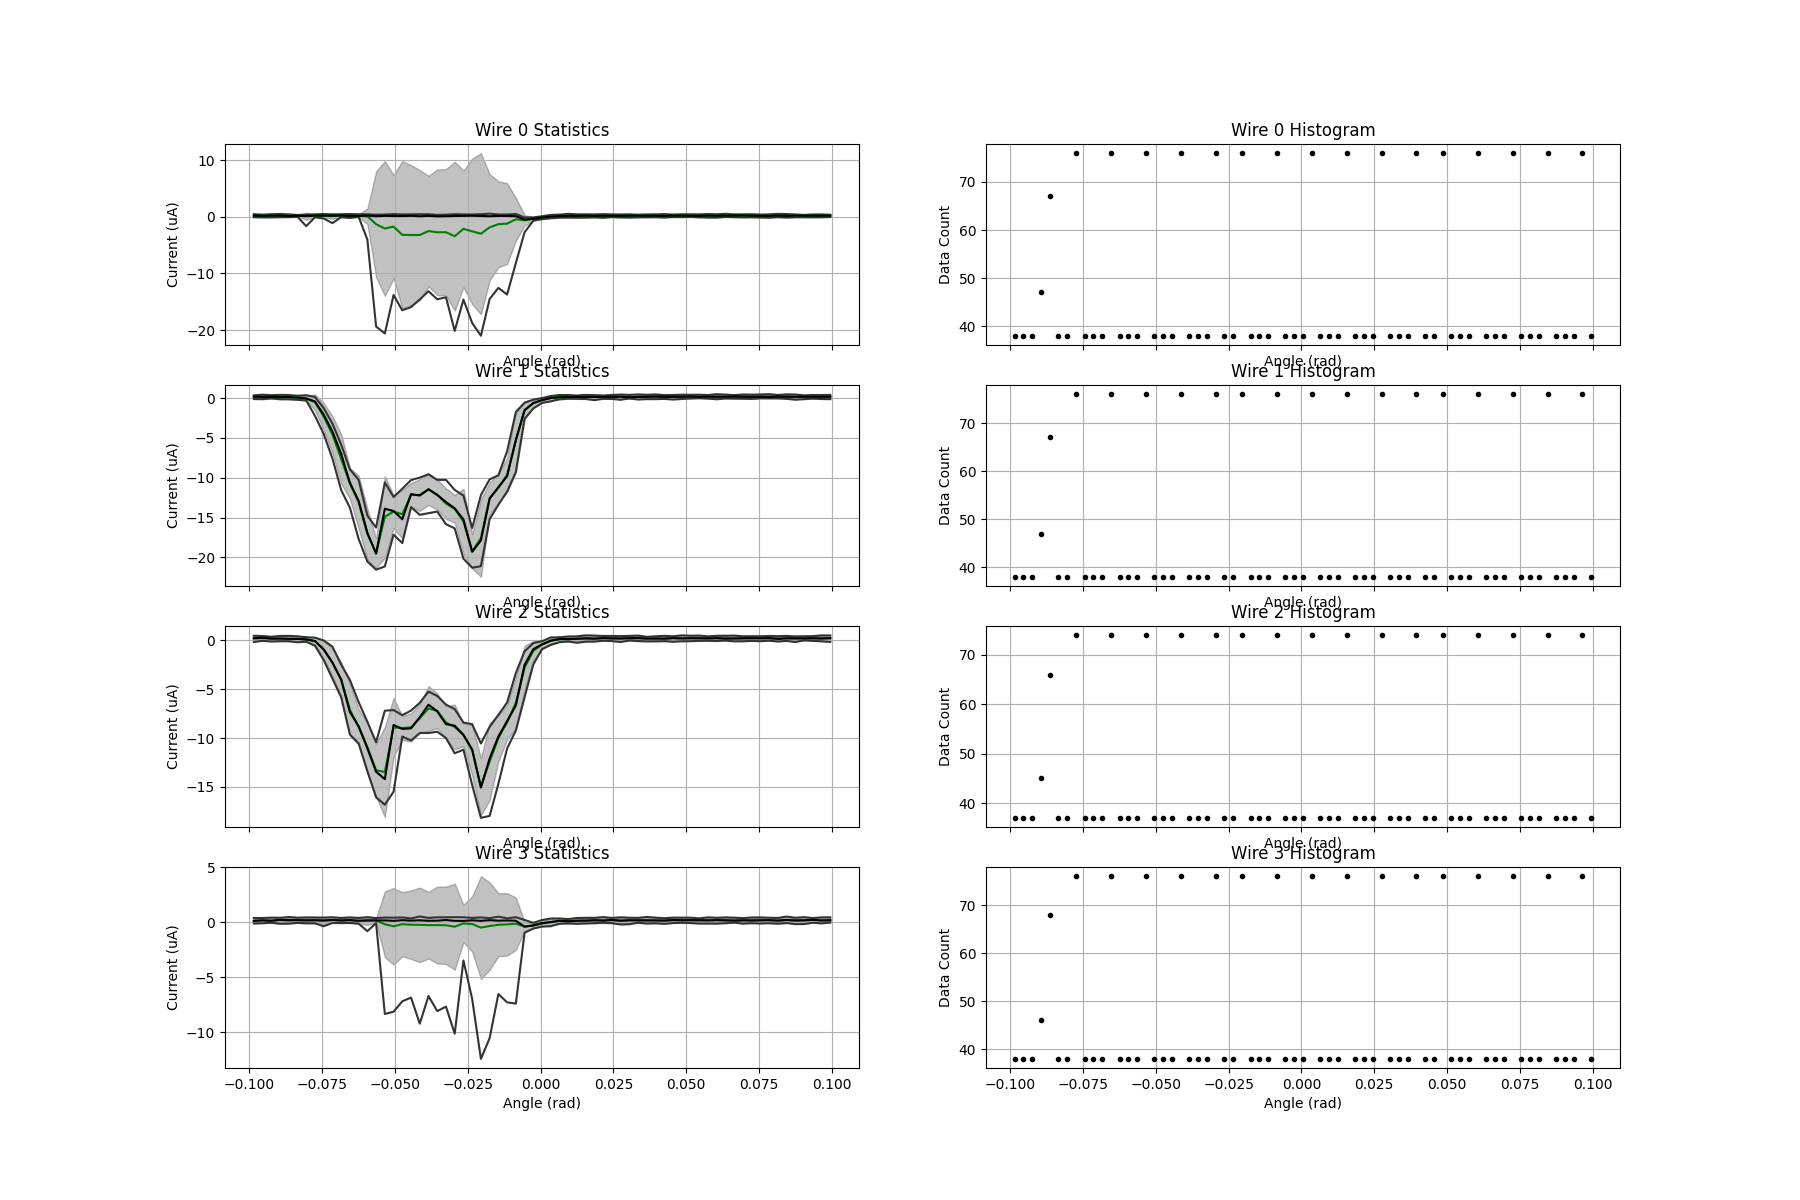 Wire 0 Statistics
Current (uA)
10
0
−10
−20
Angle (rad)
Wire 0 Histogram
Data Count
70
60
50
40
Angle (rad)
Wire 1 Statistics
Current (uA)
0
−5
−10
−15
−20
Angle (rad)
Wire 1 Histogram
Data Count
70
60
50
40
Angle (rad)
Wire 2 Statistics
Current (uA)
0
−5
−10
−15
Angle (rad)
Wire 2 Histogram
Data Count
70
60
50
40
Angle (rad)
Wire 3 Statistics
Current (uA)
5
0
−5
−10
−0.100 −0.075 −0.050 −0.025 0.000 0.025 0.050 0.075 0.100
Angle (rad)
Wire 3 Histogram
Data Count
70
60
50
40
−0.100 −0.075 −0.050 −0.025 0.000 0.025 0.050 0.075 0.100
Angle (rad)